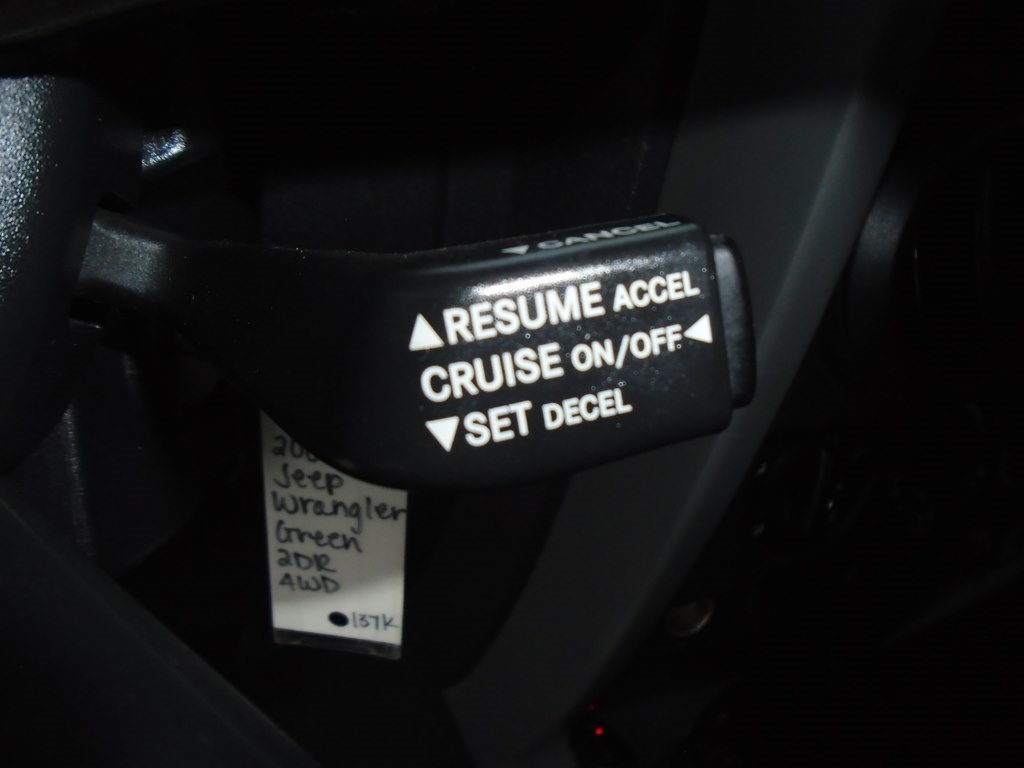 ▼ CANCEL
▲ RESUME ACCEL
CRUISE ON/OFF ◀
▼ SET DECEL
Jeep
Wrangler
Green
2DR
4WD
137K